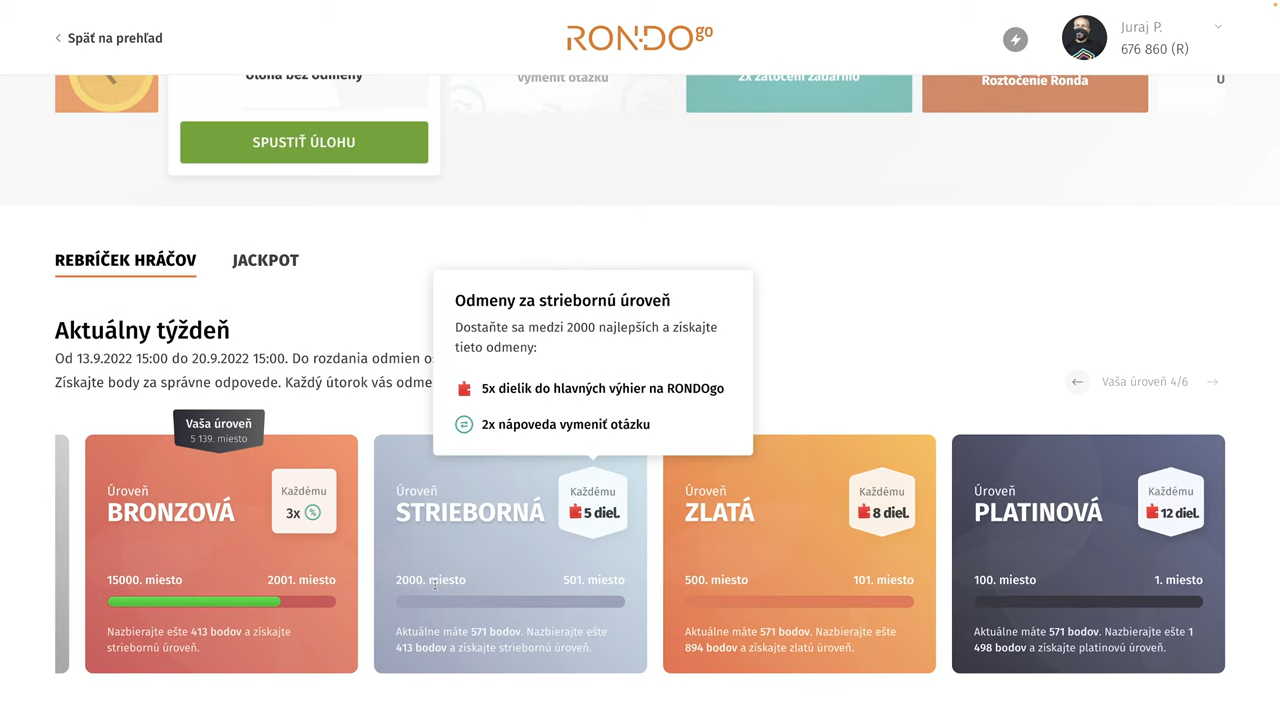 Späť na prehľad
RONDOgo
Juraj P.
676 860 (R)
Úloha bez odmeny
vymeniť otázku
2x zatočení zadarmo
Roztočenie Ronda
U
SPUSTIŤ ÚLOHU
REBRÍČEK HRÁČOV
JACKPOT
Odmeny za striebornú úroveň
Dostaňte sa medzi 2000 najlepších a získajte
tieto odmeny:
5x dielik do hlavných výhier na RONDOgo
2x nápoveda vymeniť otázku
Aktuálny týždeň
Od 13.9.2022 15:00 do 20.9.2022 15:00. Do rozdania odmien o
Získajte body za správne odpovede. Každý útorok vás odme
Vaša úroveň 4/6
Vaša úroveň
5 139. miesto
Úroveň
BRONZOVÁ
Každému
3x %
15000. miesto
2001. miesto
Nazbierajte ešte 413 bodov a získajte
striebornú úroveň.
Úroveň
STRIEBORNÁ
Každému
5 diel.
2000. miesto
501. miesto
Aktuálne máte 571 bodov. Nazbierajte ešte
413 bodov a získajte striebornú úroveň.
Úroveň
ZLATÁ
Každému
8 diel.
500. miesto
101. miesto
Aktuálne máte 571 bodov. Nazbierajte ešte
894 bodov a získajte zlatú úroveň.
Úroveň
PLATINOVÁ
Každému
12 diel.
100. miesto
1. miesto
Aktuálne máte 571 bodov. Nazbierajte ešte 1
498 bodov a získajte platinovú úroveň.